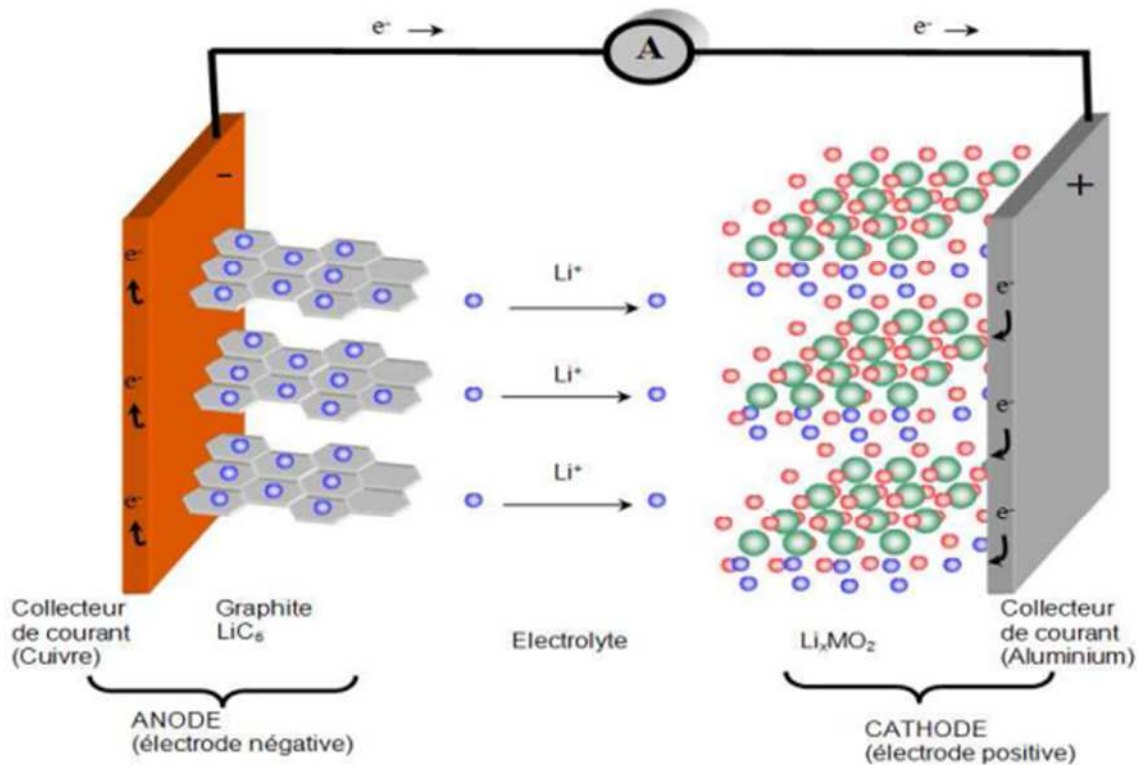 e⁻
e⁻
A
-
+
e⁻
e⁻
e⁻
Li⁺
Li⁺
Li⁺
e⁻
e⁻
e⁻
Collecteur
de courant
(Cuivre)
Graphite
LiC₆
Electrolyte
LiₓMO₂
Collecteur
de courant
(Aluminium)
ANODE
(électrode négative)
CATHODE
(électrode positive)